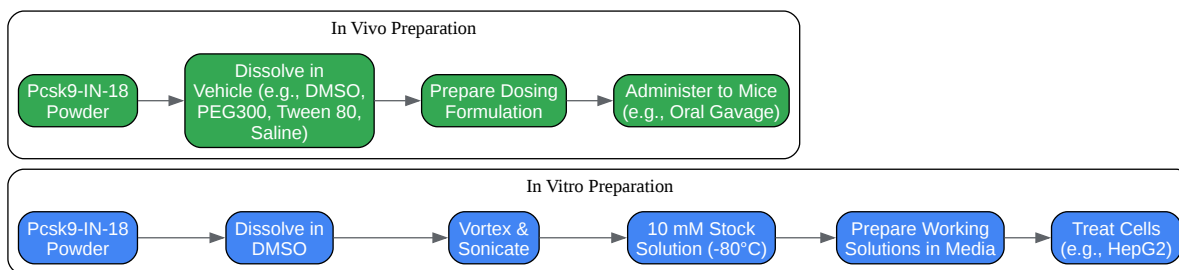 In Vivo Preparation
Pcsk9-IN-18
Powder
Dissolve in
Vehicle (e.g., DMSO,
PEG300, Tween 80,
Saline)
Prepare Dosing
Formulation
Administer to Mice
(e.g., Oral Gavage)
In Vitro Preparation
Pcsk9-IN-18
Powder
Dissolve in
DMSO
Vortex &
Sonicate
10 mM Stock
Solution (-80°C)
Prepare Working
Solutions in Media
Treat Cells
(e.g., HepG2)